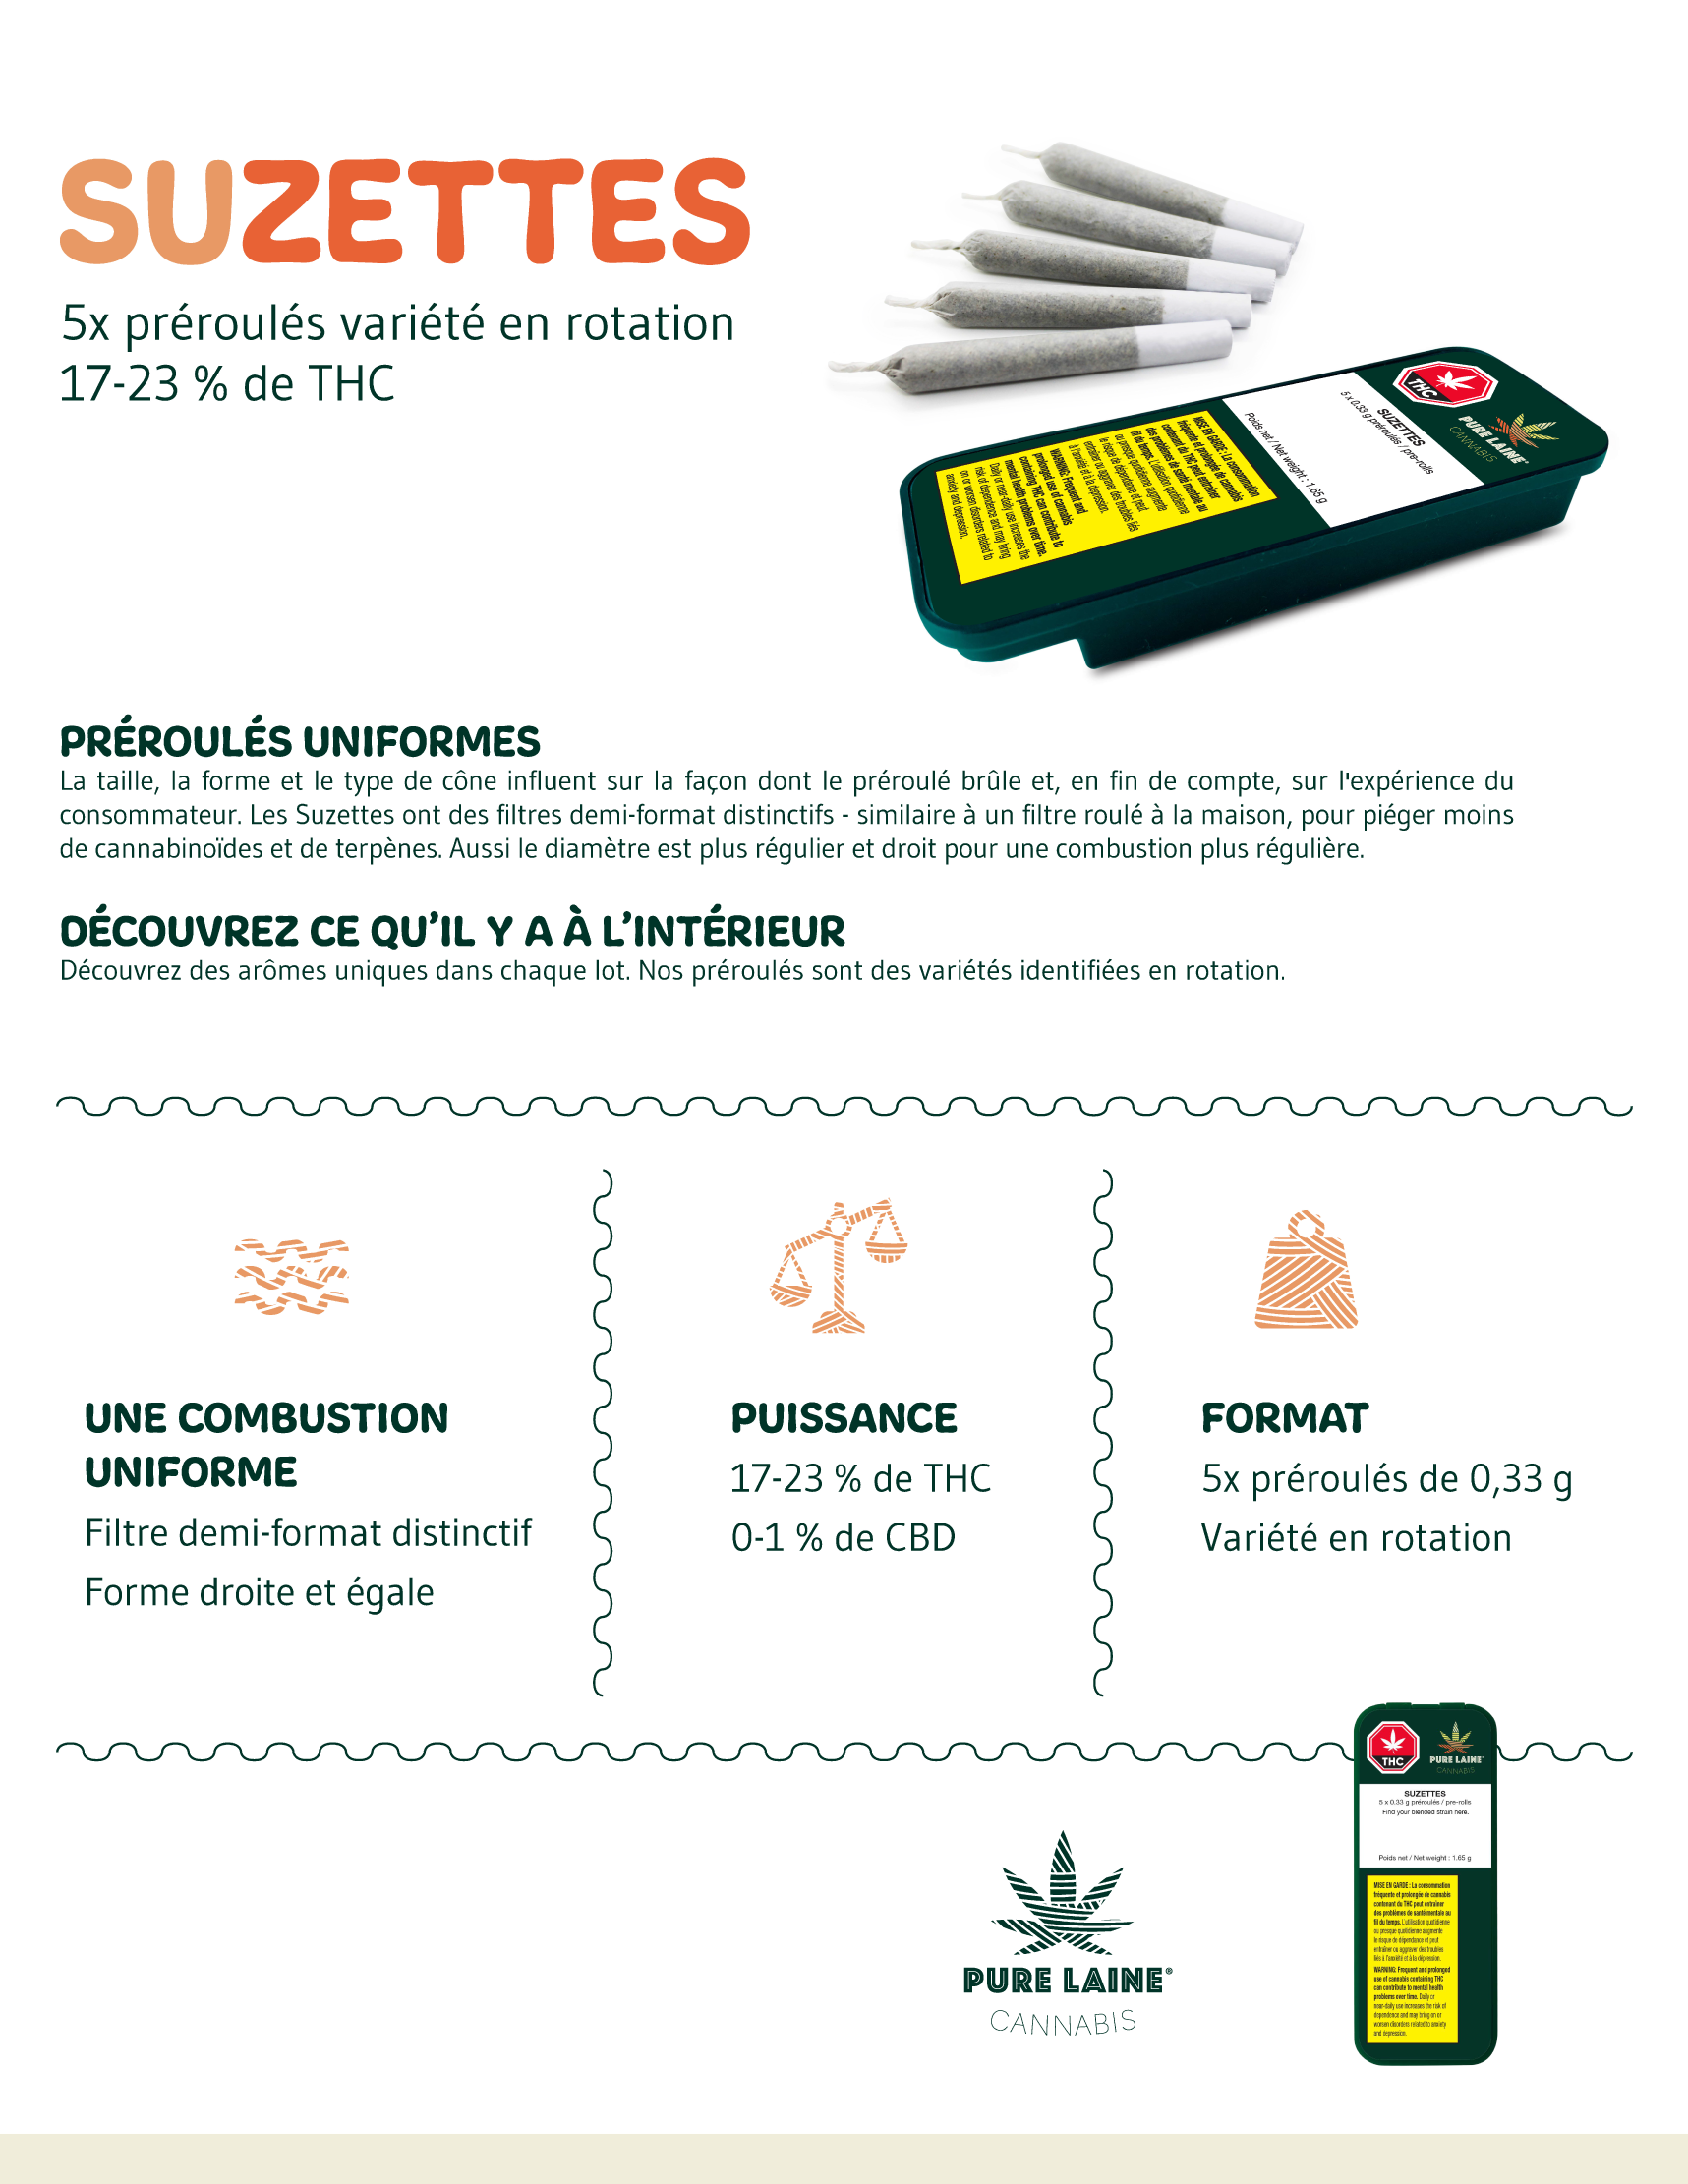 SUZETTES
5x préroulés variété en rotation
17-23 % de THC
THC
PURE LAINE
CANNABIS
SUZETTES
5 x 0.33 g préroulés / pre-rolls
Poids net / Net weight : 1.65 g
MISE EN GARDE : La consommation
fréquente et prolongée de cannabis
contenant du THC peut entraîner
des problèmes de santé mentale au
fil du temps. L'utilisation quotidienne
ou presque quotidienne augmente
le risque de dépendance et peut
entraîner ou aggraver des troubles liés
à l'anxiété et à la dépression.
WARNING: Frequent and
prolonged use of cannabis
containing THC can contribute to
mental health problems over time.
Daily or near-daily use increases the
risk of dependence and may bring
on or worsen disorders related to
anxiety and depression.
PRÉROULÉS UNIFORMES
La taille, la forme et le type de cône influent sur la façon dont le préroulé brûle et, en fin de compte, sur l'expérience du
consommateur. Les Suzettes ont des filtres demi-format distinctifs - similaire à un filtre roulé à la maison, pour piéger moins
de cannabinoïdes et de terpènes. Aussi le diamètre est plus régulier et droit pour une combustion plus régulière.
DÉCOUVREZ CE QU’IL Y A À L’INTÉRIEUR
Découvrez des arômes uniques dans chaque lot. Nos préroulés sont des variétés identifiées en rotation.
UNE COMBUSTION
UNIFORME
Filtre demi-format distinctif
Forme droite et égale
PUISSANCE
17-23 % de THC
0-1 % de CBD
FORMAT
5x préroulés de 0,33 g
Variété en rotation
PURE LAINE®
CANNABIS
THC
PURE LAINE
CANNABIS
SUZETTES
5 x 0.33 g préroulés / pre-rolls
Find your blended strain here.
Poids net / Net weight : 1.65 g
MISE EN GARDE : La consommation
fréquente et prolongée de cannabis
contenant du THC peut entraîner
des problèmes de santé mentale au
fil du temps. L'utilisation quotidienne
ou presque quotidienne augmente
le risque de dépendance et peut
entraîner ou aggraver des troubles
liés à l'anxiété et à la dépression.
WARNING: Frequent and prolonged
use of cannabis containing THC
can contribute to mental health
problems over time. Daily or
near-daily use increases the risk of
dependence and may bring on or
worsen disorders related to anxiety
and depression.